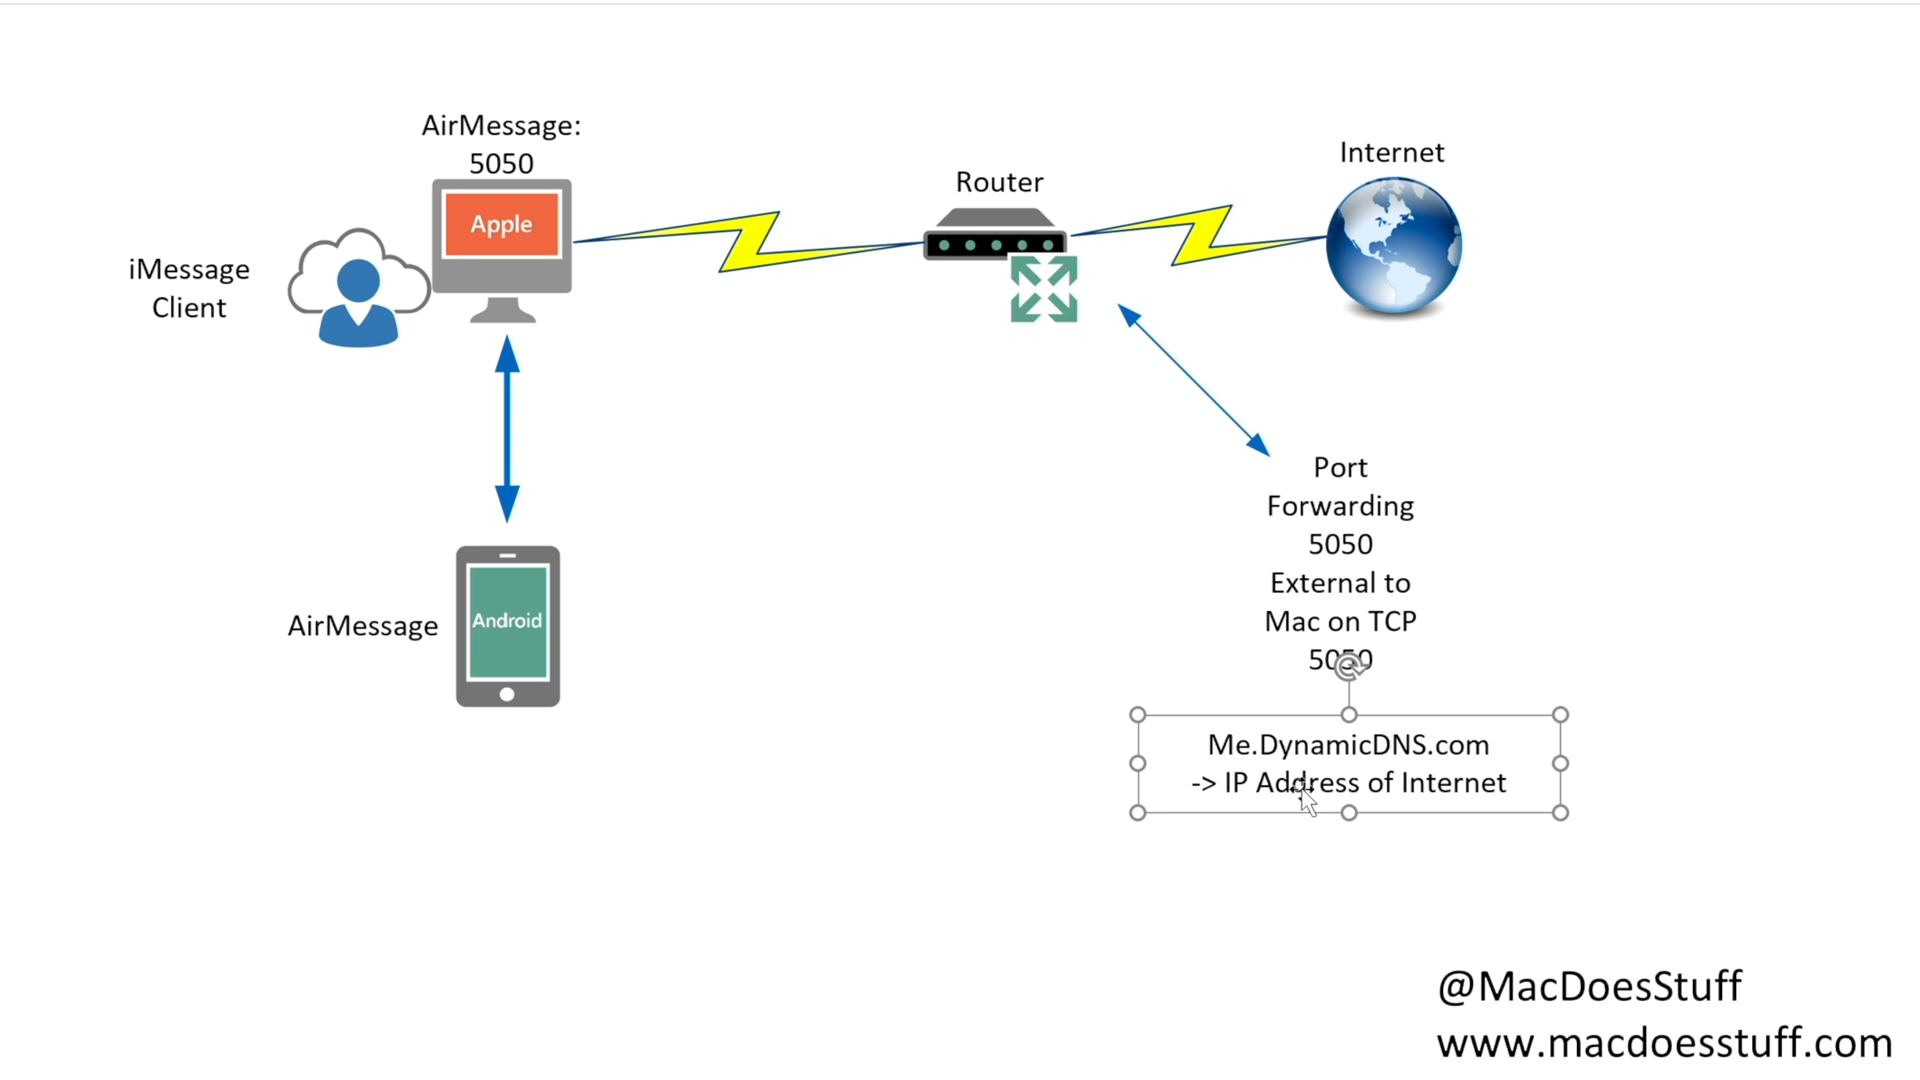 AirMessage:
5050
Apple
iMessage
Client
Router
Internet
AirMessage
Android
Port
Forwarding
5050
External to
Mac on TCP
5050
Me.DynamicDNS.com
-> IP Address of Internet
@MacDoesStuff
www.macdoesstuff.com